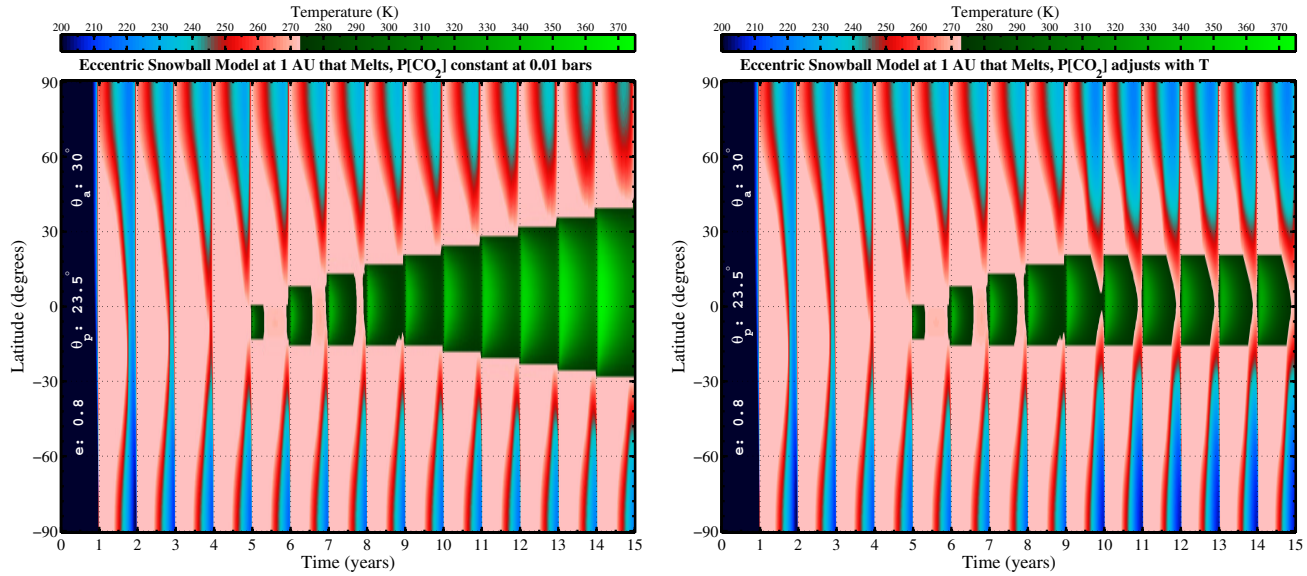 Temperature (K)
200 210 220 230 240 250 260 270 280 290 300 310 320 330 340 350 360 370
Eccentric Snowball Model at 1 AU that Melts, P[CO2] constant at 0.01 bars
Latitude (degrees)
90
60
30
0
−30
−60
−90
e: 0.8 θp: 23.5° θa: 30°
0 1 2 3 4 5 6 7 8 9 10 11 12 13 14 15
Time (years)
Temperature (K)
200 210 220 230 240 250 260 270 280 290 300 310 320 330 340 350 360 370
Eccentric Snowball Model at 1 AU that Melts, P[CO2] adjusts with T
Latitude (degrees)
90
60
30
0
−30
−60
−90
e: 0.8 θp: 23.5° θa: 30°
0 1 2 3 4 5 6 7 8 9 10 11 12 13 14 15
Time (years)